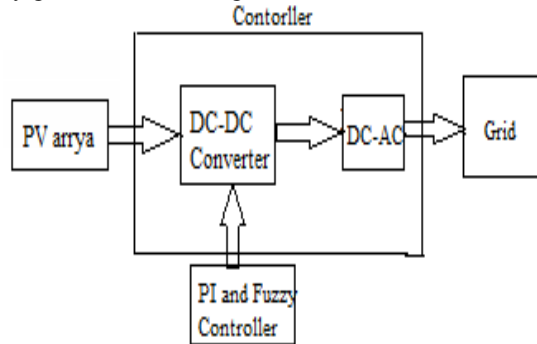 Contorller
PV arrya
DC-DC
Converter
DC-AC
Grid
PI and Fuzzy
Controller